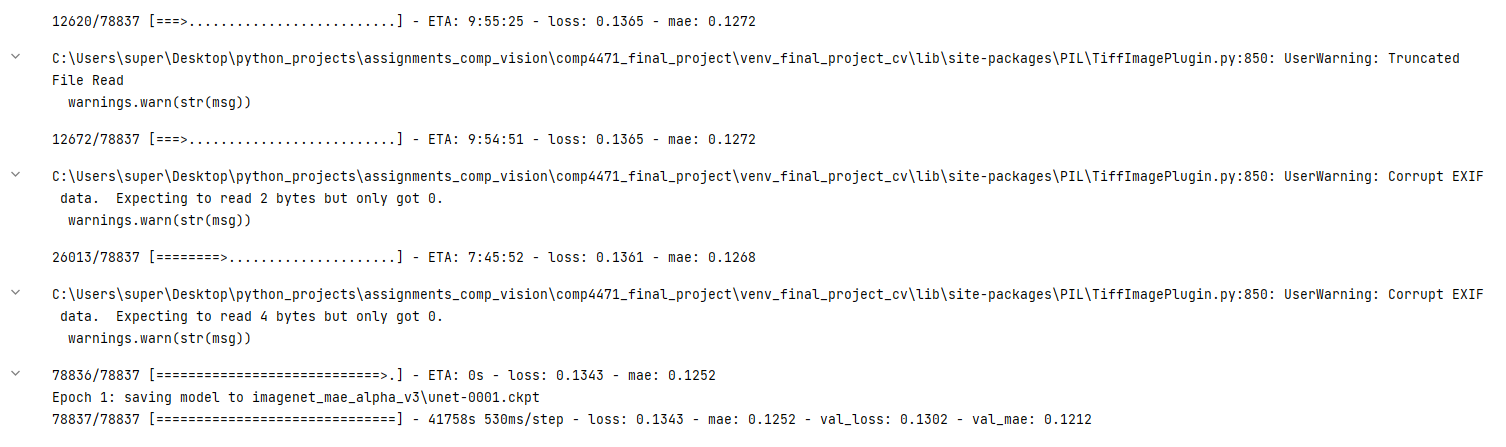 12620/78837 [===>..........................] - ETA: 9:55:25 - loss: 0.1365 - mae: 0.1272
C:\Users\super\Desktop\python_projects\assignments_comp_vision\comp4471_final_project\venv_final_project_cv\lib\site-packages\PIL\TiffImagePlugin.py:850: UserWarning: Truncated
File Read
  warnings.warn(str(msg))
12672/78837 [===>..........................] - ETA: 9:54:51 - loss: 0.1365 - mae: 0.1272
C:\Users\super\Desktop\python_projects\assignments_comp_vision\comp4471_final_project\venv_final_project_cv\lib\site-packages\PIL\TiffImagePlugin.py:850: UserWarning: Corrupt EXIF
 data.  Expecting to read 2 bytes but only got 0.
  warnings.warn(str(msg))
26013/78837 [========>.....................] - ETA: 7:45:52 - loss: 0.1361 - mae: 0.1268
C:\Users\super\Desktop\python_projects\assignments_comp_vision\comp4471_final_project\venv_final_project_cv\lib\site-packages\PIL\TiffImagePlugin.py:850: UserWarning: Corrupt EXIF
 data.  Expecting to read 4 bytes but only got 0.
  warnings.warn(str(msg))
78836/78837 [============================>.] - ETA: 0s - loss: 0.1343 - mae: 0.1252
Epoch 1: saving model to imagenet_mae_alpha_v3\unet-0001.ckpt
78837/78837 [==============================] - 41758s 530ms/step - loss: 0.1343 - mae: 0.1252 - val_loss: 0.1302 - val_mae: 0.1212